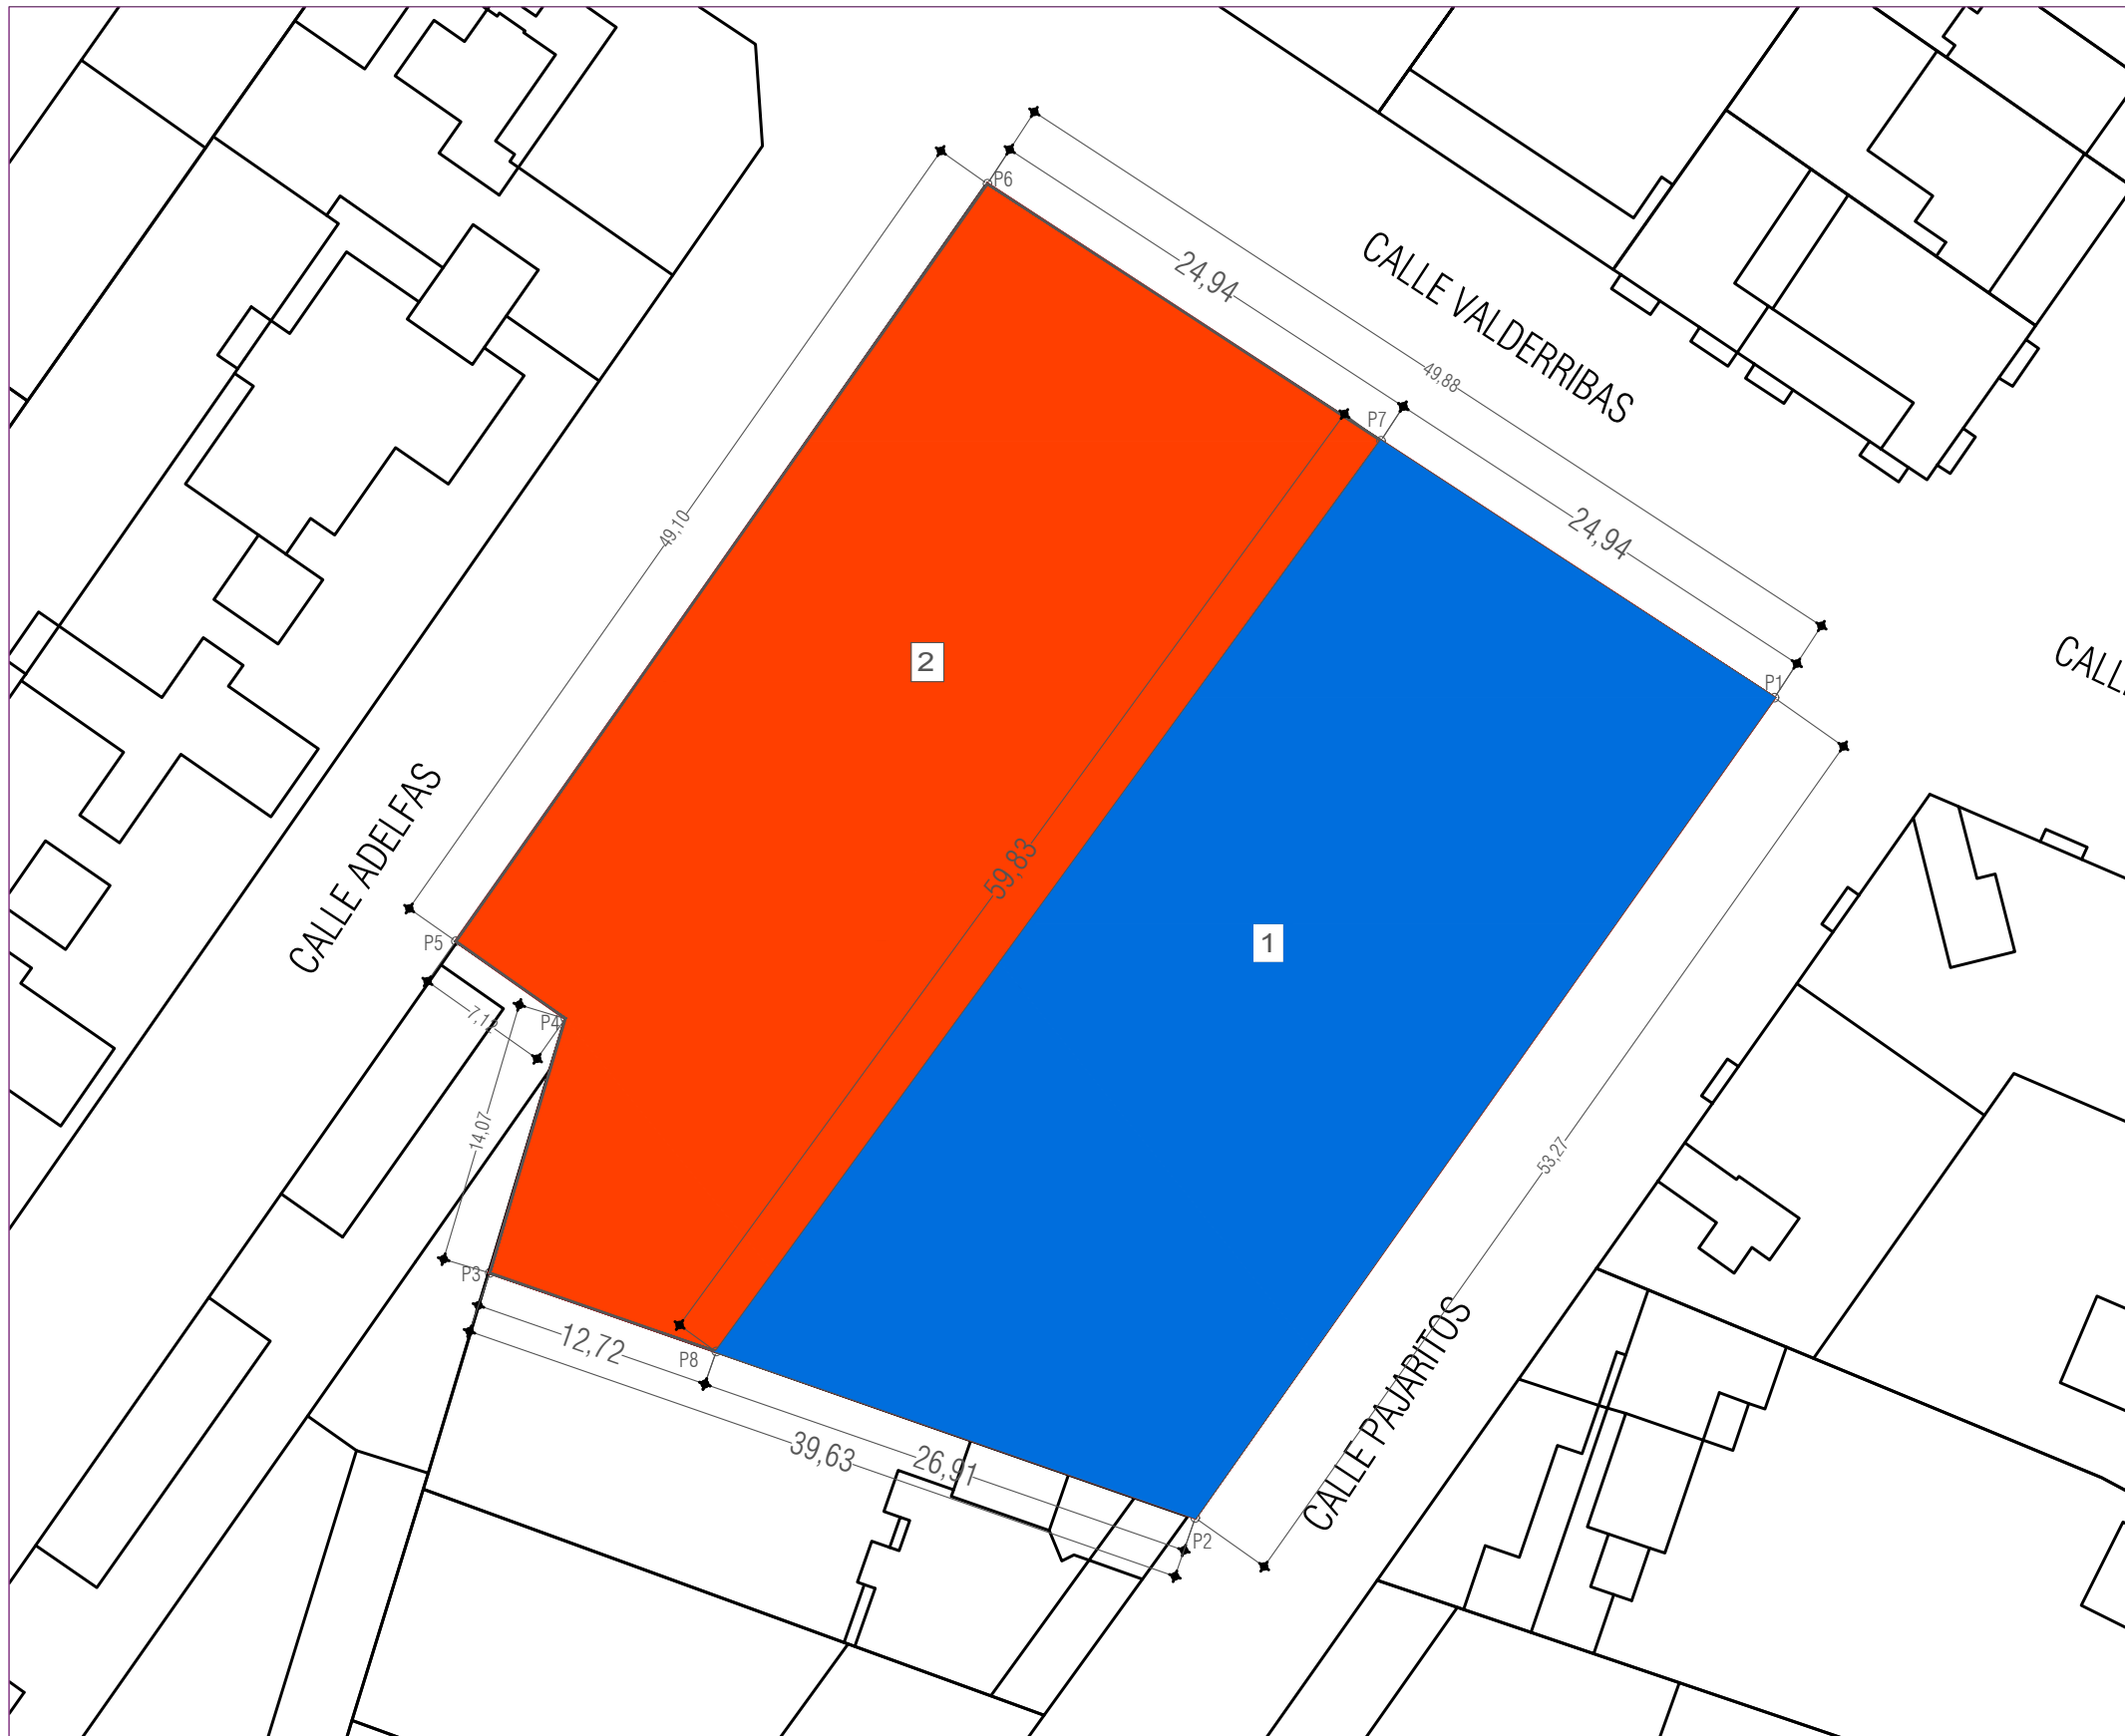 P6
24,94
CALLE VALDERRIBAS
49,88
P7
49,10
24,94
CALL
2
P1
CALLE ADELFAS
59,83
1
P5
7,1
P4
14,07
53,27
P3
12,72
P8
CALLE PAJARITOS
39,63
26,91
P2